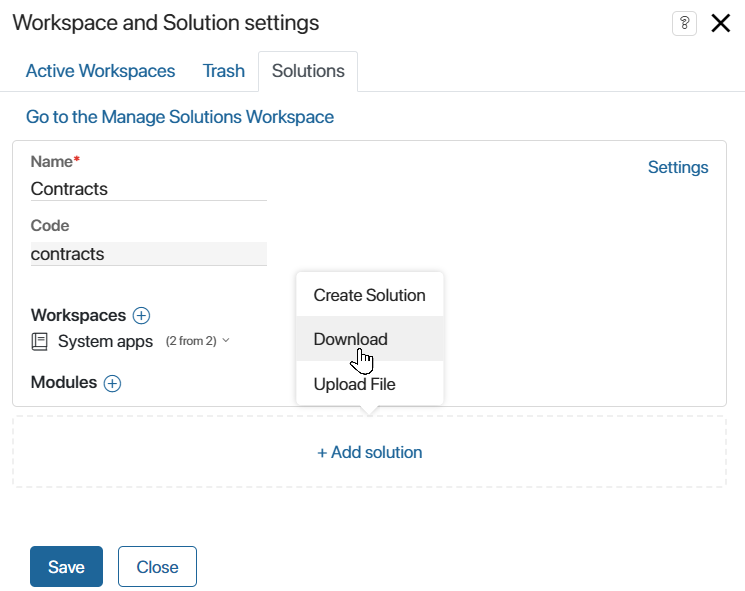 Workspace and Solution settings
?
Active Workspaces Trash Solutions
Go to the Manage Solutions Workspace
Name*
Settings
Contracts
Code
contracts
Create Solution
Workspaces
System apps (2 from 2)
Download
Modules
Upload File
+ Add solution
Save Close